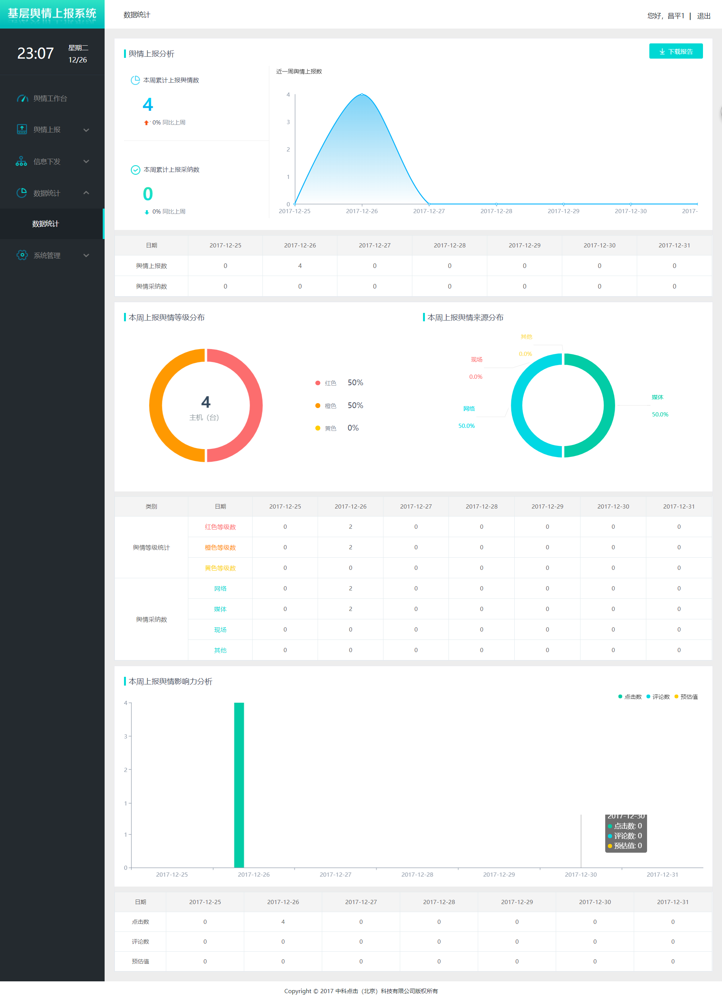 基层舆情上报系统
数据统计
您好，昌平1 | 退出
23:07
星期二
12/26
舆情工作台
舆情上报
信息下发
数据统计
数据统计
系统管理
舆情上报分析
下载报告
本周累计上报舆情数
4
0% 同比上周
本周累计上报采纳数
0
0% 同比上周
近一周舆情上报数
4
3
2
1
0
2017-12-25 2017-12-26 2017-12-27 2017-12-28 2017-12-29 2017-12-30 2017-
日期 2017-12-25 2017-12-26 2017-12-27 2017-12-28 2017-12-29 2017-12-30 2017-12-31
舆情上报数 0 4 0 0 0 0 0
舆情采纳数 0 0 0 0 0 0 0
本周上报舆情等级分布
4
主机（台）
红色 50%
橙色 50%
黄色 0%
本周上报舆情来源分布
其他
0.0%
现场
0.0%
网络
50.0%
媒体
50.0%
类别 日期 2017-12-25 2017-12-26 2017-12-27 2017-12-28 2017-12-29 2017-12-30 2017-12-31
舆情等级统计
红色等级数 0 2 0 0 0 0 0
橙色等级数 0 2 0 0 0 0 0
黄色等级数 0 0 0 0 0 0 0
舆情采纳数
网络 0 2 0 0 0 0 0
媒体 0 2 0 0 0 0 0
现场 0 0 0 0 0 0 0
其他 0 0 0 0 0 0 0
本周上报舆情影响力分析
点击数 评论数 预估值
4
3
2
1
1
0
2017-12-30
点击数: 0
评论数: 0
预估值: 0
2017-12-25 2017-12-26 2017-12-27 2017-12-28 2017-12-29 2017-12-30 2017-12-31
日期 2017-12-25 2017-12-26 2017-12-27 2017-12-28 2017-12-29 2017-12-30 2017-12-31
点击数 0 4 0 0 0 0 0
评论数 0 0 0 0 0 0 0
预估值 0 0 0 0 0 0 0
Copyright © 2017 中科点击（北京）科技有限公司版权所有